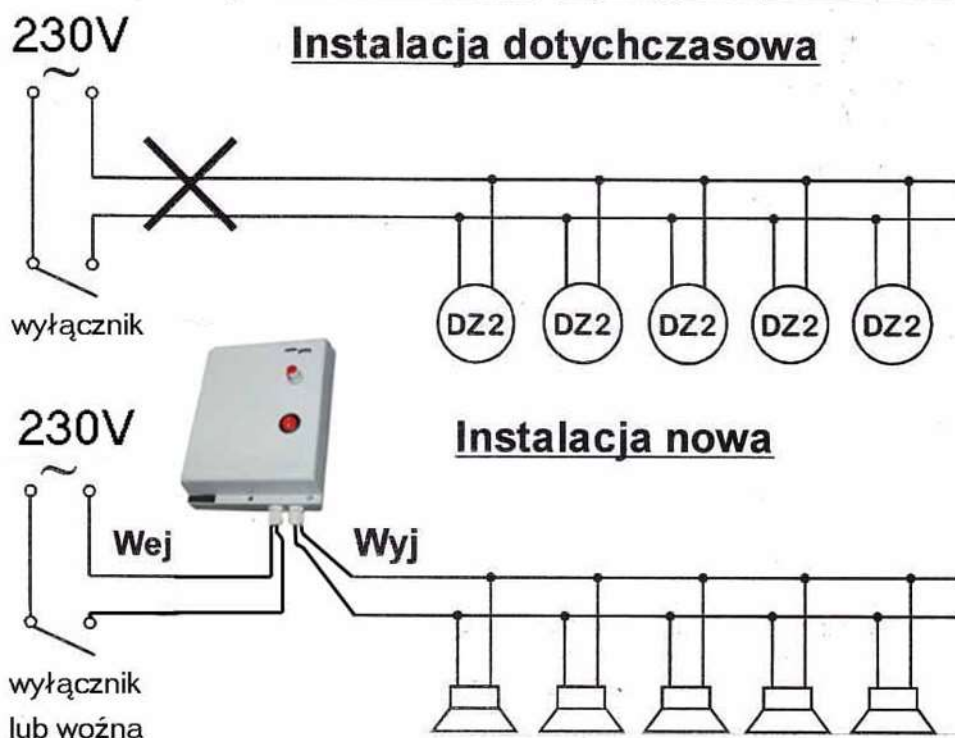 230V
~
Instalacja dotychczasowa
wyłącznik
DZ2 DZ2 DZ2 DZ2 DZ2
230V
~
Instalacja nowa
Wej
Wyj
wyłącznik
lub woźna